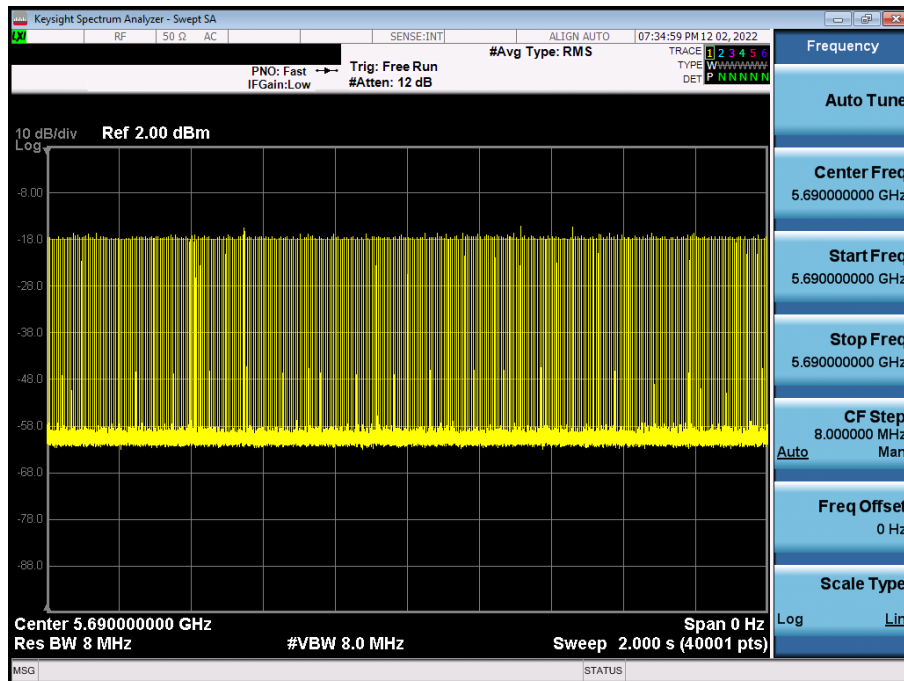 Keysight Spectrum Analyzer - Swept SA
LXI RF 50 Ω AC SENSE:INT ALIGN AUTO 07:34:59 PM 12 02, 2022
#Avg Type: RMS
TRACE 1 2 3 4 5 6
TYPE WWWWWW
DET P N N N N N
PNO: Fast
IFGain:Low
Trig: Free Run
#Atten: 12 dB
10 dB/div Ref 2.00 dBm
Log
-8.00
-18.0
-28.0
-38.0
-48.0
-58.0
-68.0
-78.0
-88.0
Center 5.690000000 GHz Span 0 Hz
Res BW 8 MHz #VBW 8.0 MHz Sweep 2.000 s (40001 pts)
MSG STATUS
Frequency
Auto Tune
Center Freq
5.690000000 GHz
Start Freq
5.690000000 GHz
Stop Freq
5.690000000 GHz
CF Step
8.000000 MHz
Auto Man
Freq Offset
0 Hz
Scale Type
Log Lin